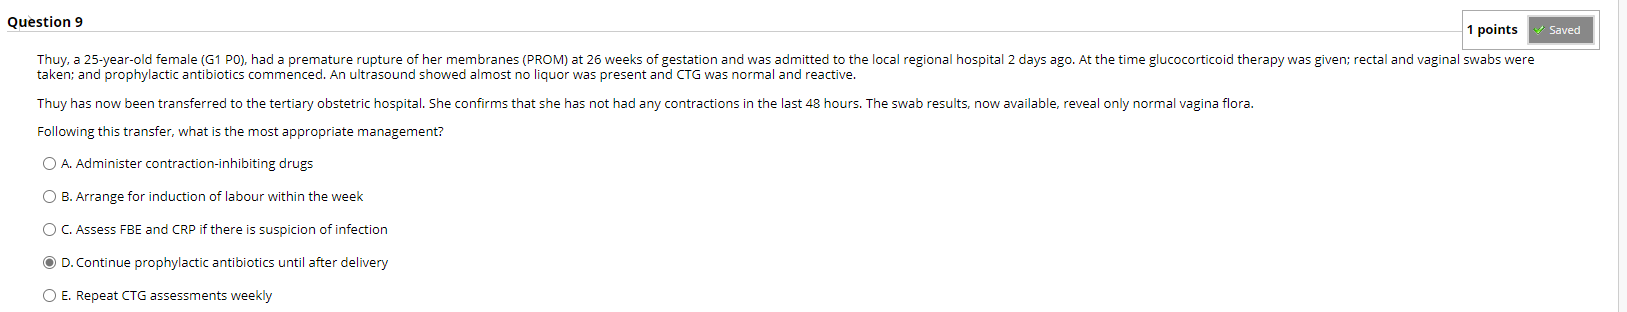 Question 9
1 points
Saved
Thuy, a 25-year-old female (G1 P0), had a premature rupture of her membranes (PROM) at 26 weeks of gestation and was admitted to the local regional hospital 2 days ago. At the time glucocorticoid therapy was given; rectal and vaginal swabs were
taken; and prophylactic antibiotics commenced. An ultrasound showed almost no liquor was present and CTG was normal and reactive.
Thuy has now been transferred to the tertiary obstetric hospital. She confirms that she has not had any contractions in the last 48 hours. The swab results, now available, reveal only normal vagina flora.
Following this transfer, what is the most appropriate management?
A. Administer contraction-inhibiting drugs
B. Arrange for induction of labour within the week
C. Assess FBE and CRP if there is suspicion of infection
D. Continue prophylactic antibiotics until after delivery
E. Repeat CTG assessments weekly